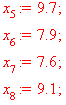 x₅ := 9.7;
x₆ := 7.9;
x₇ := 7.6;
x₈ := 9.1;